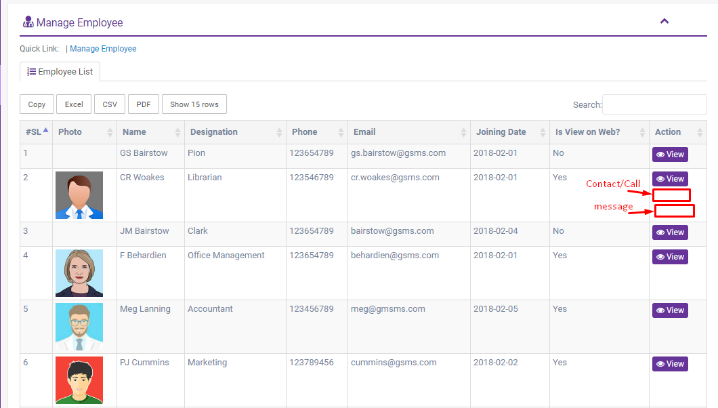 Manage Employee
Quick Link: | Manage Employee
Employee List
Copy Excel CSV PDF Show 15 rows Search:
#SL Photo Name Designation Phone Email Joining Date Is View on Web? Action
1 GS Bairstow Pion 123654789 gs.bairstow@gsms.com 2018-02-01 No View
2 CR Woakes Librarian 123546789 cr.woakes@gsms.com 2018-02-01 Yes View
Contact/Call
message
3 JM Bairstow Clark 123654789 bairstow@gsms.com 2018-02-04 No View
4 F Behardien Office Management 123654789 behardien@gsms.com 2018-02-01 Yes View
5 Meg Lanning Accountant 123456789 meg@gmsms.com 2018-02-05 Yes View
6 PJ Cummins Marketing 123789456 cummins@gsms.com 2018-02-02 Yes View